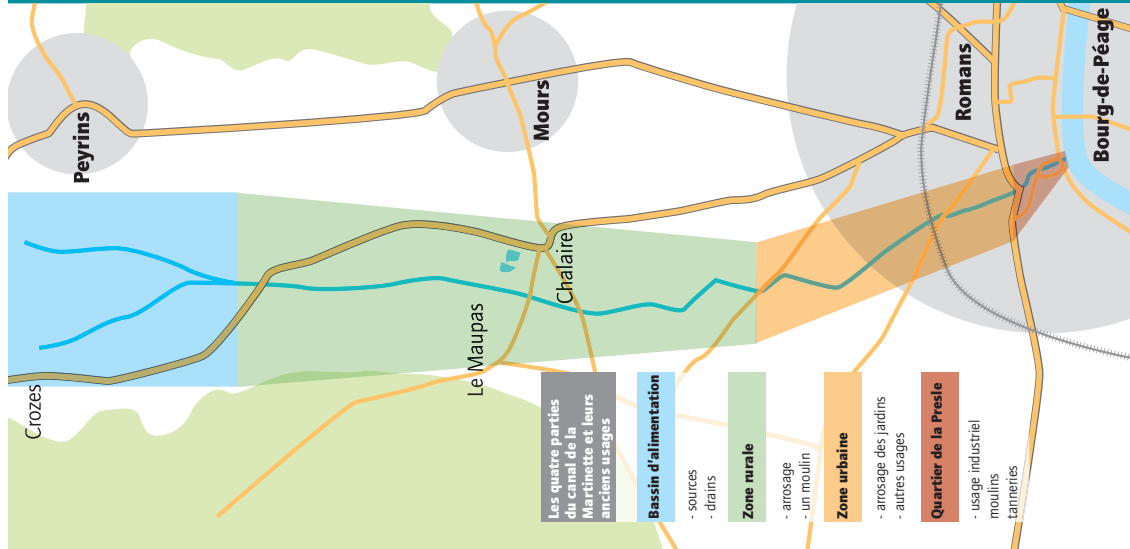 Crozes
Peyrins
Mours
Le Maupas
Chalaire
Romans
Bourg-de-Péage
Les quatre parties
du canal de la
Martinette et leurs
anciens usages
Bassin d'alimentation
- sources
- drains
Zone rurale
- arrosage
- un moulin
Zone urbaine
- arrosage des jardins
- autres usages
Quartier de la Presle
- usage industriel
moulins
tanneries